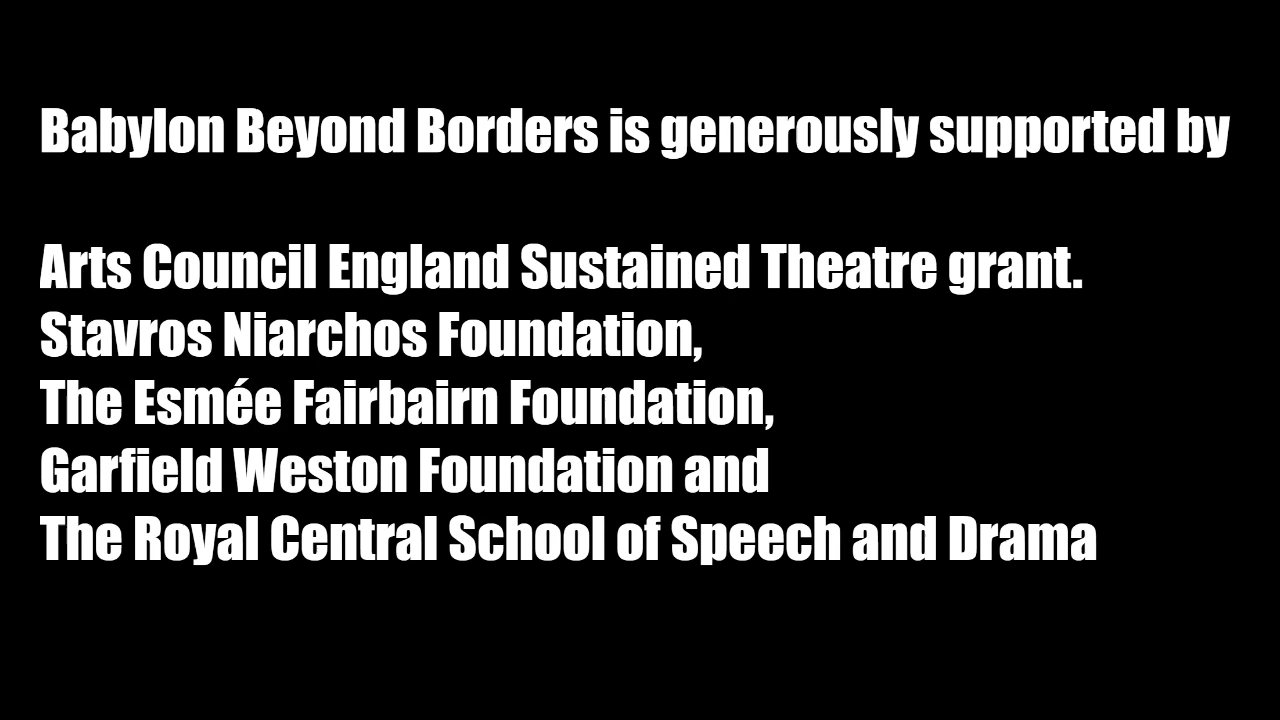 Babylon Beyond Borders is generously supported by
Arts Council England Sustained Theatre grant.
Stavros Niarchos Foundation,
The Esmée Fairbairn Foundation,
Garfield Weston Foundation and
The Royal Central School of Speech and Drama